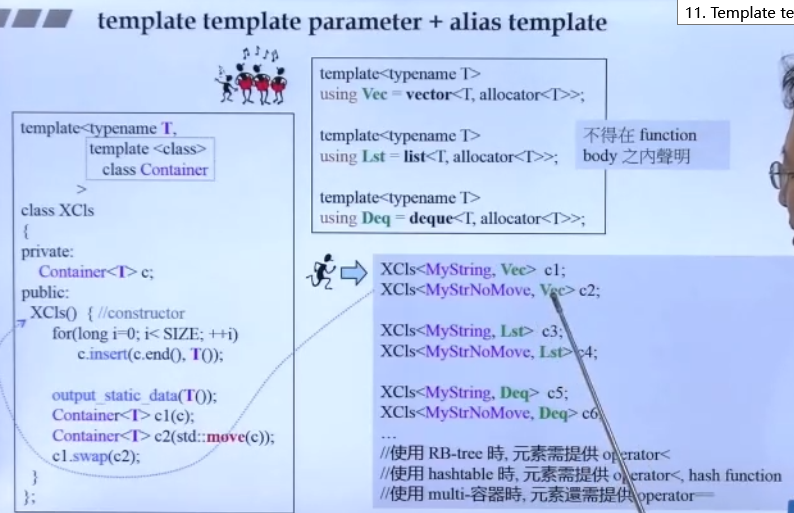 11. Template te
template template parameter + alias template
template<typename T,
template <class>
class Container
>
class XCls
{
private:
Container<T> c;
public:
XCls() { //constructor
for(long i=0; i< SIZE; ++i)
c.insert(c.end(), T());
output_static_data(T());
Container<T> c1(c);
Container<T> c2(std::move(c));
c1.swap(c2);
}
};
template<typename T>
using Vec = vector<T, allocator<T>>;
template<typename T>
using Lst = list<T, allocator<T>>;
template<typename T>
using Deq = deque<T, allocator<T>>;
不得在 function
body 之內聲明
XCls<MyString, Vec> c1;
XCls<MyStrNoMove, Vec> c2;
XCls<MyString, Lst> c3;
XCls<MyStrNoMove, Lst> c4;
XCls<MyString, Deq> c5;
XCls<MyStrNoMove, Deq> c6
...
//使用 RB-tree 時, 元素需提供 operator<
//使用 hashtable 時, 元素需提供 operator<, hash function
//使用 multi-容器時, 元素還需提供 operator==